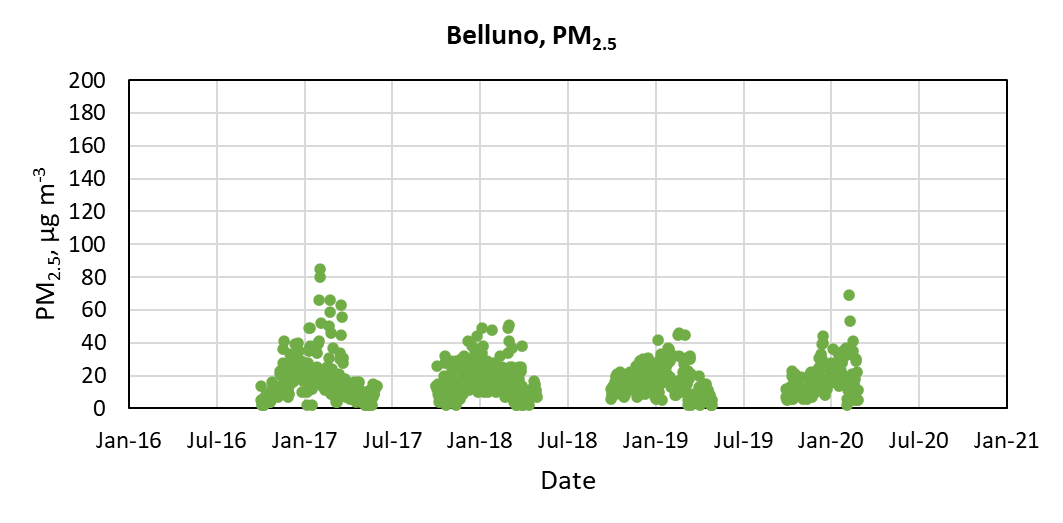 Belluno, PM₂.₅
200
180
160
140
120
100
80
60
40
20
0
PM₂.₅, µg m⁻³
Jan-16 Jul-16 Jan-17 Jul-17 Jan-18 Jul-18 Jan-19 Jul-19 Jan-20 Jul-20 Jan-21
Date